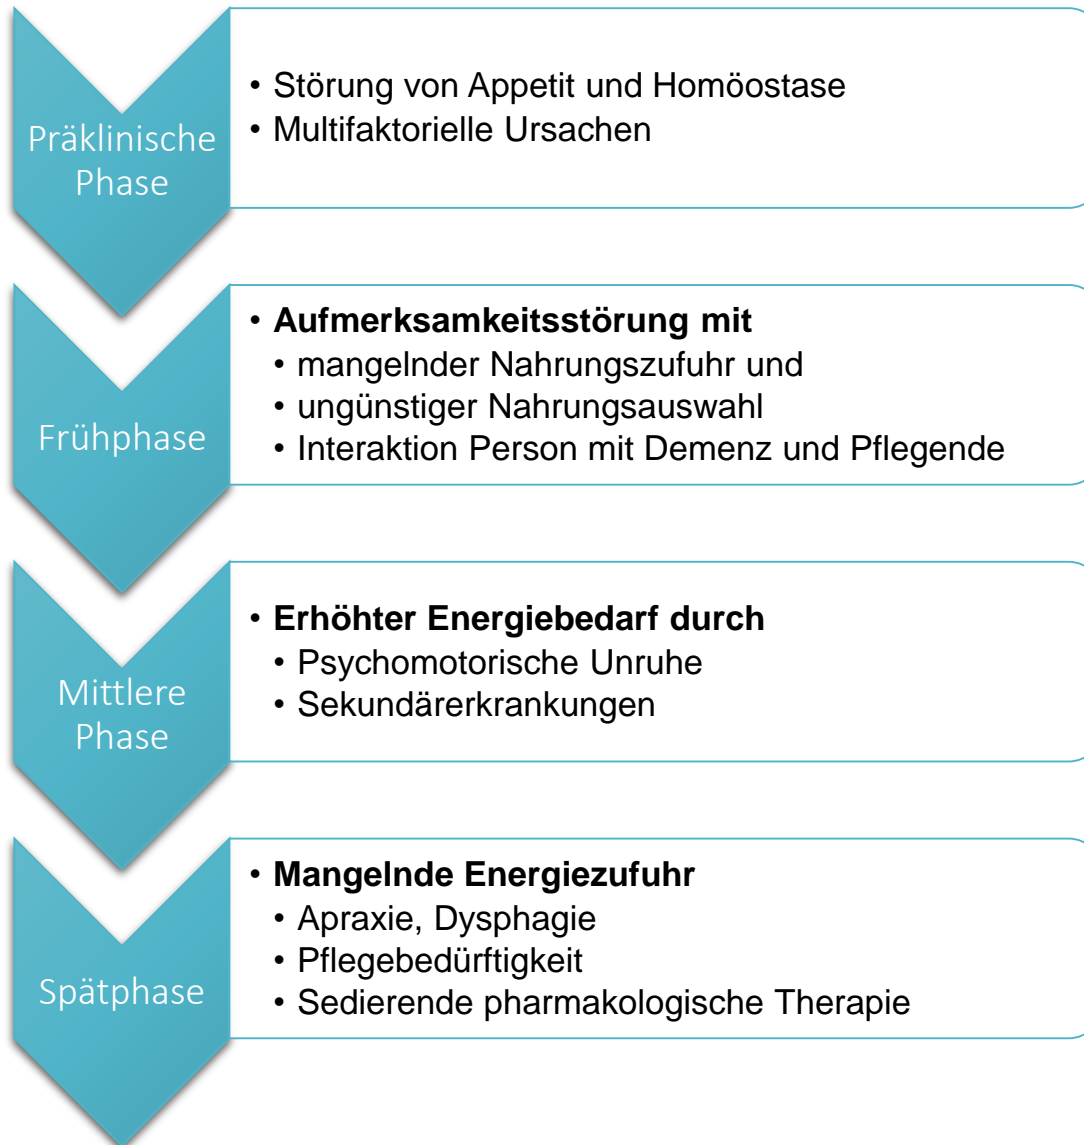 Präklinische
Phase
• Störung von Appetit und Homöostase
• Multifaktorielle Ursachen
Frühphase
• Aufmerksamkeitsstörung mit
• mangelnder Nahrungszufuhr und
• ungünstiger Nahrungsauswahl
• Interaktion Person mit Demenz und Pflegende
Mittlere
Phase
• Erhöhter Energiebedarf durch
• Psychomotorische Unruhe
• Sekundärerkrankungen
Spätphase
• Mangelnde Energiezufuhr
• Apraxie, Dysphagie
• Pflegebedürftigkeit
• Sedierende pharmakologische Therapie